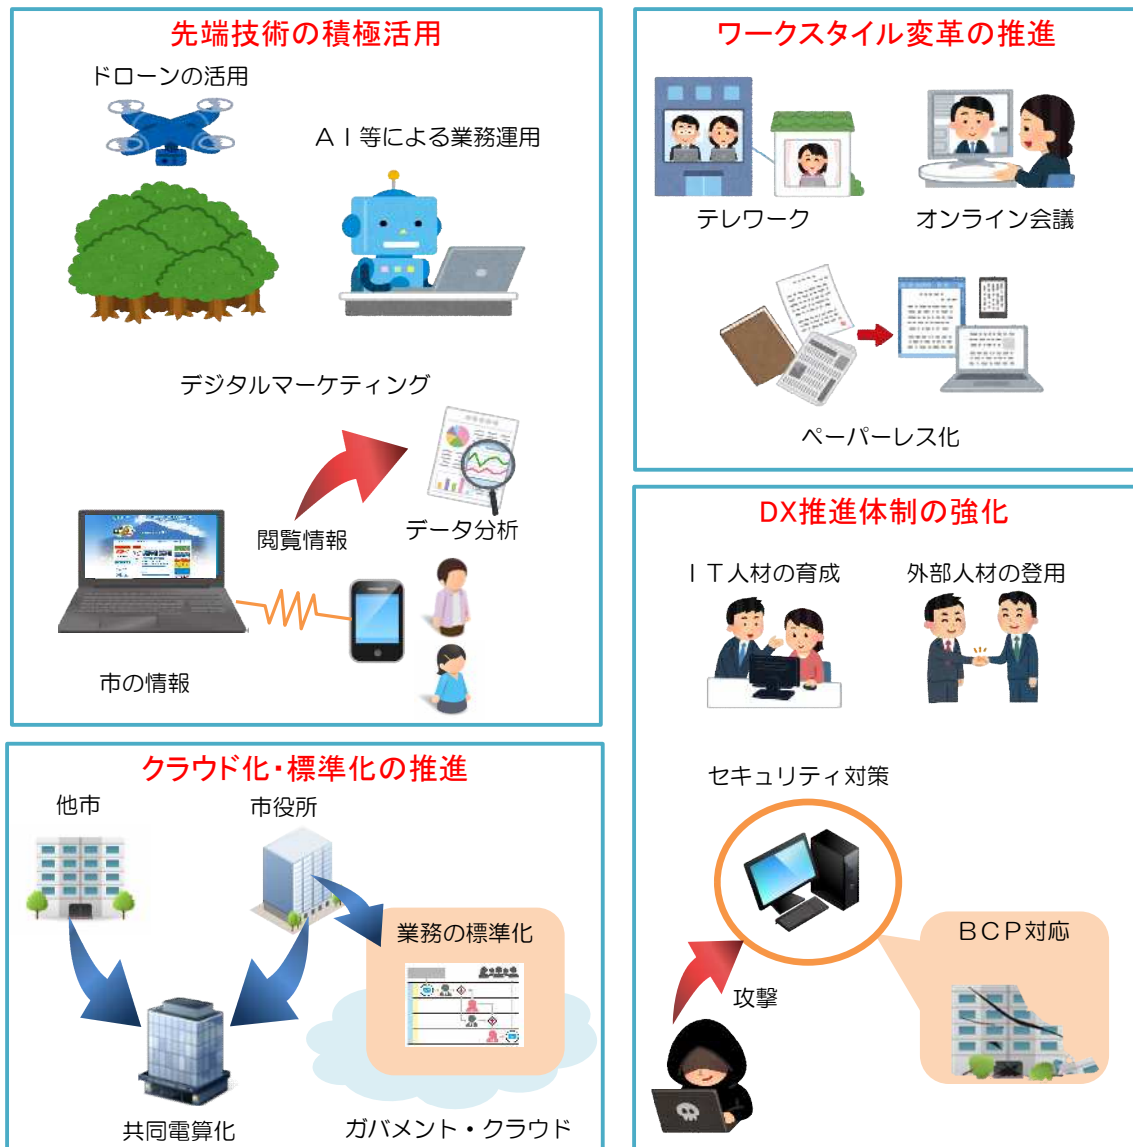 先端技術の積極活用
ドローンの活用
ＡＩ等による業務運用
デジタルマーケティング
閲覧情報
データ分析
市の情報
ワークスタイル変革の推進
テレワーク
オンライン会議
ペーパーレス化
クラウド化・標準化の推進
他市
市役所
業務の標準化
共同電算化
ガバメント・クラウド
DX推進体制の強化
ＩＴ人材の育成
外部人材の登用
セキュリティ対策
ＢＣＰ対応
攻撃